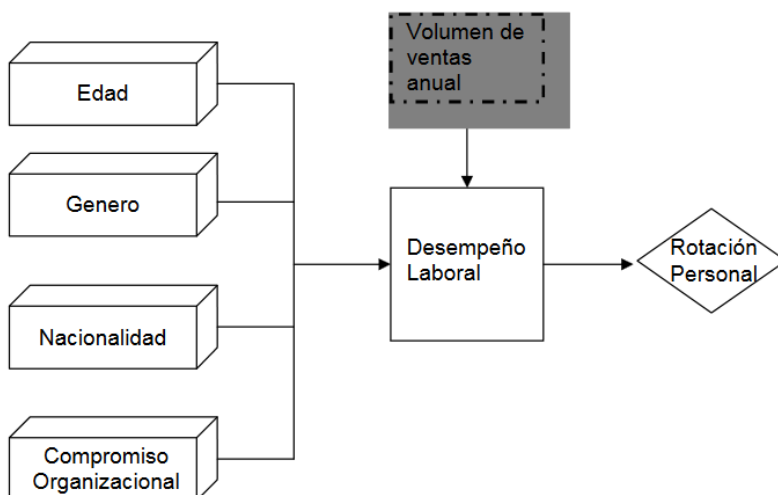 Volumen de
ventas
anual
Edad
Genero
Nacionalidad
Compromiso
Organizacional
Desempeño
Laboral
Rotación
Personal